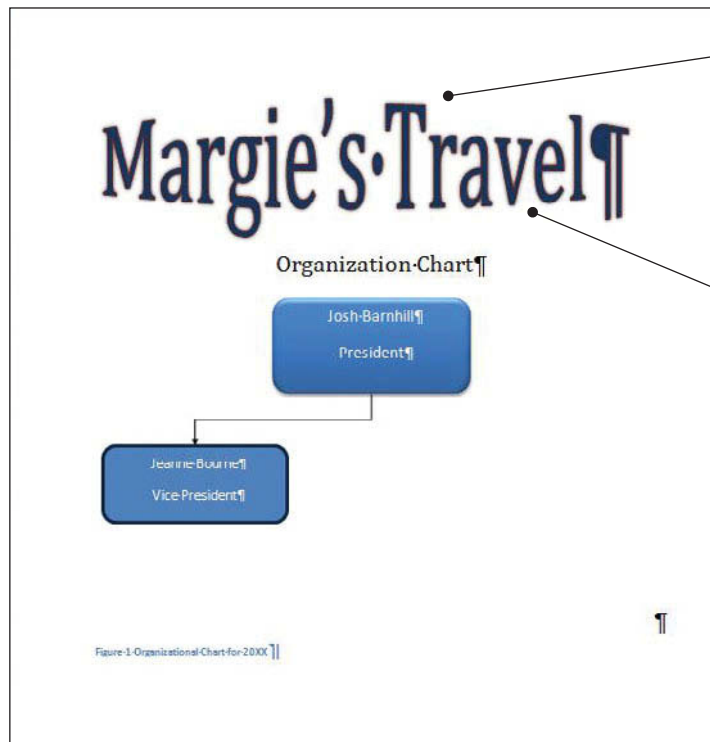 Margie's·Travel¶
Organization·Chart¶
Josh·Barnhill¶
President¶
Jeanne·Bourne¶
Vice·President¶
¶
Figure·1·Organizational·Chart·for·20XX¶